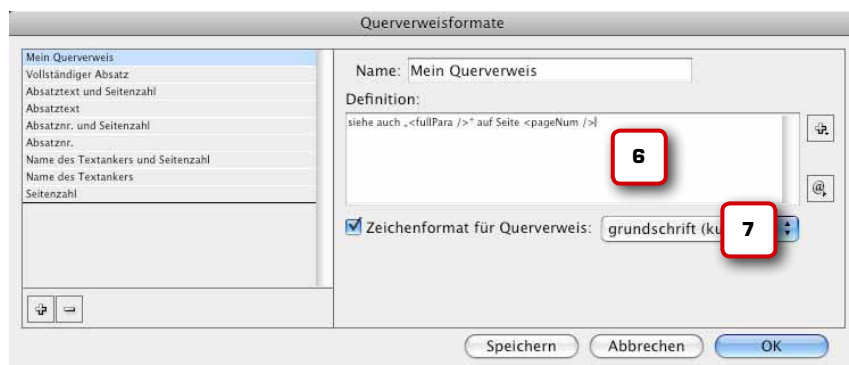 Querverweisformate
Mein Querverweis
Vollständiger Absatz
Absatztext und Seitenzahl
Absatztext
Absatznr. und Seitenzahl
Absatznr.
Name des Textankers und Seitenzahl
Name des Textankers
Seitenzahl
Name: Mein Querverweis
Definition:
siehe auch „<fullPara />“ auf Seite <pageNum />
6
@
Zeichenformat für Querverweis: grundschrift (ku
7
Speichern Abbrechen OK